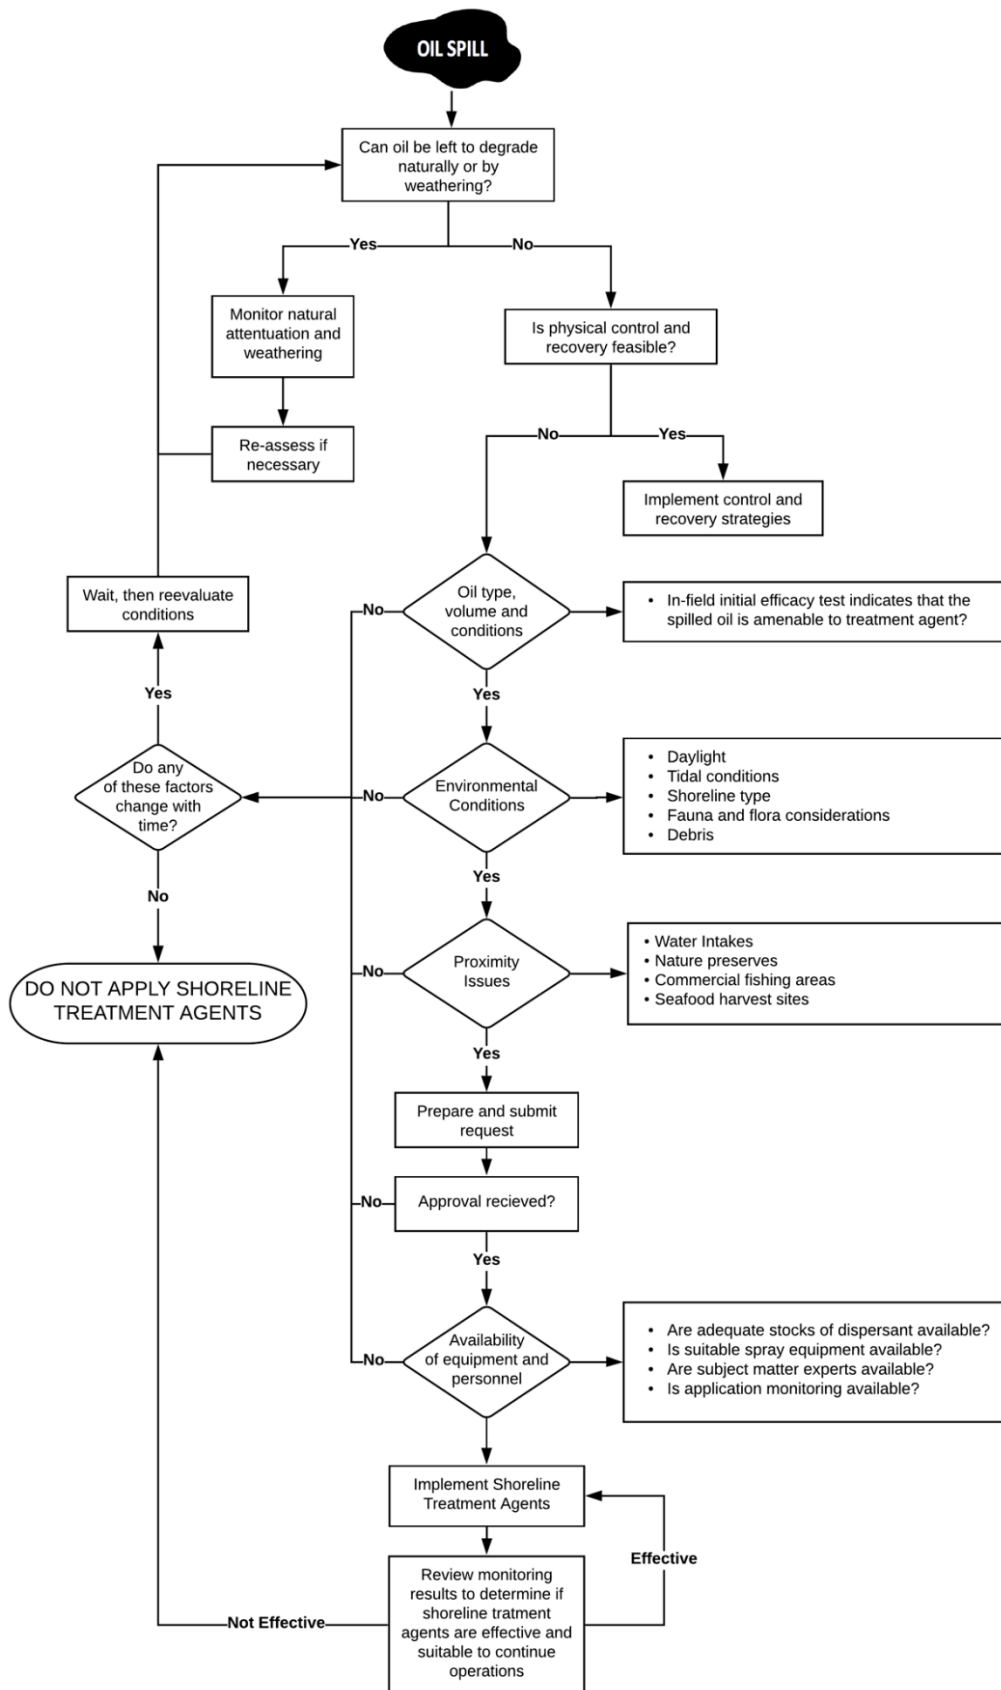 OIL SPILL
Can oil be left to degrade
naturally or by
weathering?
Yes
No
Monitor natural
attentuation and
weathering
Is physical control and
recovery feasible?
Re-assess if
necessary
No
Yes
Implement control and
recovery strategies
Wait, then reevaluate
conditions
No
Oil type,
volume and
conditions
• In-field initial efficacy test indicates that the
spilled oil is amenable to treatment agent?
Yes
Yes
Do any
of these factors
change with
time?
No
Environmental
Conditions
• Daylight
• Tidal conditions
• Shoreline type
• Fauna and flora considerations
• Debris
No
Yes
DO NOT APPLY SHORELINE
TREATMENT AGENTS
No
Proximity
Issues
• Water Intakes
• Nature preserves
• Commercial fishing areas
• Seafood harvest sites
Yes
Prepare and submit
request
No
Approval recieved?
Yes
No
Availability
of equipment and
personnel
• Are adequate stocks of dispersant available?
• Is suitable spray equipment available?
• Are subject matter experts available?
• Is application monitoring available?
Implement Shoreline
Treatment Agents
Effective
Review monitoring
results to determine if
shoreline tratment
agents are effective and
suitable to continue
operations
Not Effective